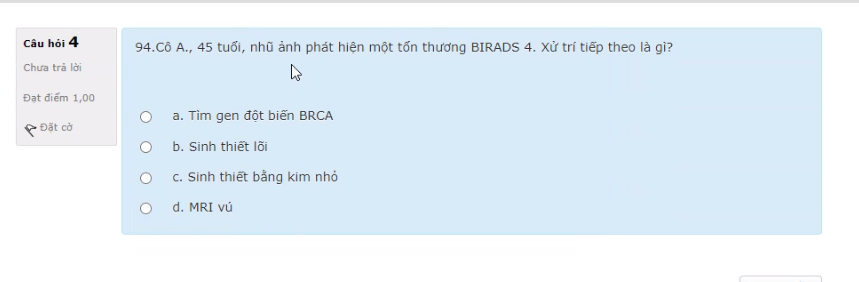 Câu hỏi 4
Chưa trả lời
Đạt điểm 1,00
Đặt cờ
94.Cô A., 45 tuổi, nhũ ảnh phát hiện một tổn thương BIRADS 4. Xử trí tiếp theo là gì?
a. Tìm gen đột biến BRCA
b. Sinh thiết lõi
c. Sinh thiết bằng kim nhỏ
d. MRI vú